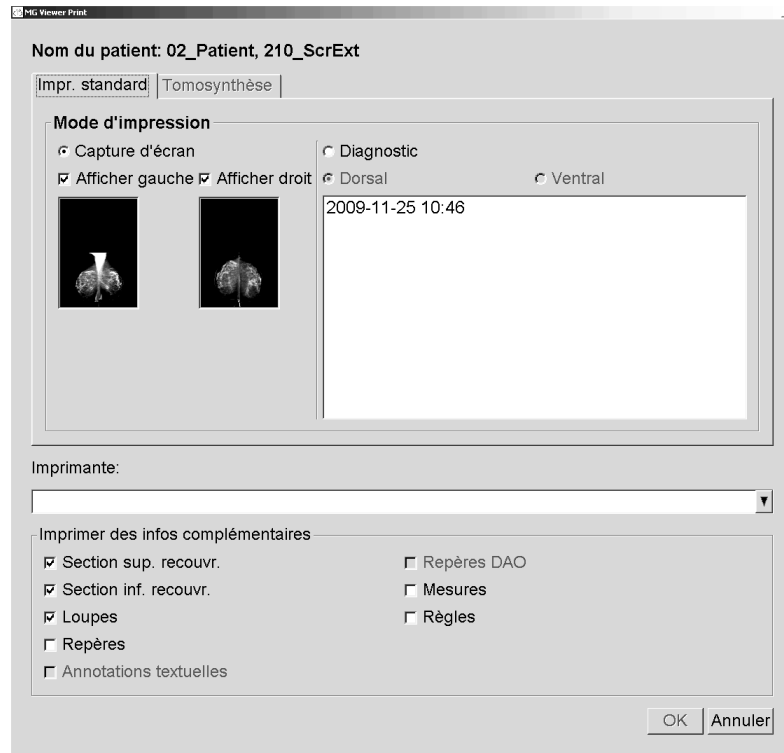 MG Viewer Print
Nom du patient: 02_Patient, 210_ScrExt
Impr. standard Tomosynthèse
Mode d'impression
Capture d'écran Diagnostic
Afficher gauche Afficher droit Dorsal Ventral
2009-11-25 10:46
Imprimante:
Imprimer des infos complémentaires
Section sup. recouvr. Repères DAO
Section inf. recouvr. Mesures
Loupes Règles
Repères
Annotations textuelles
OK Annuler